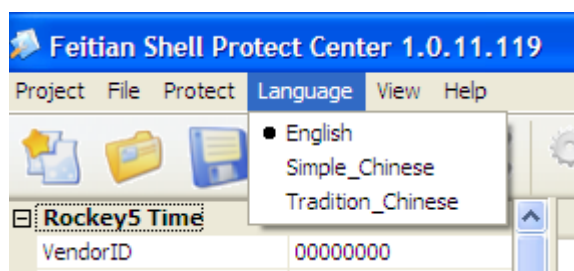 Feitian Shell Protect Center 1.0.11.119
Project File Protect Language View Help
English
Simple_Chinese
Tradition_Chinese
Rockey5 Time
VendorID 00000000